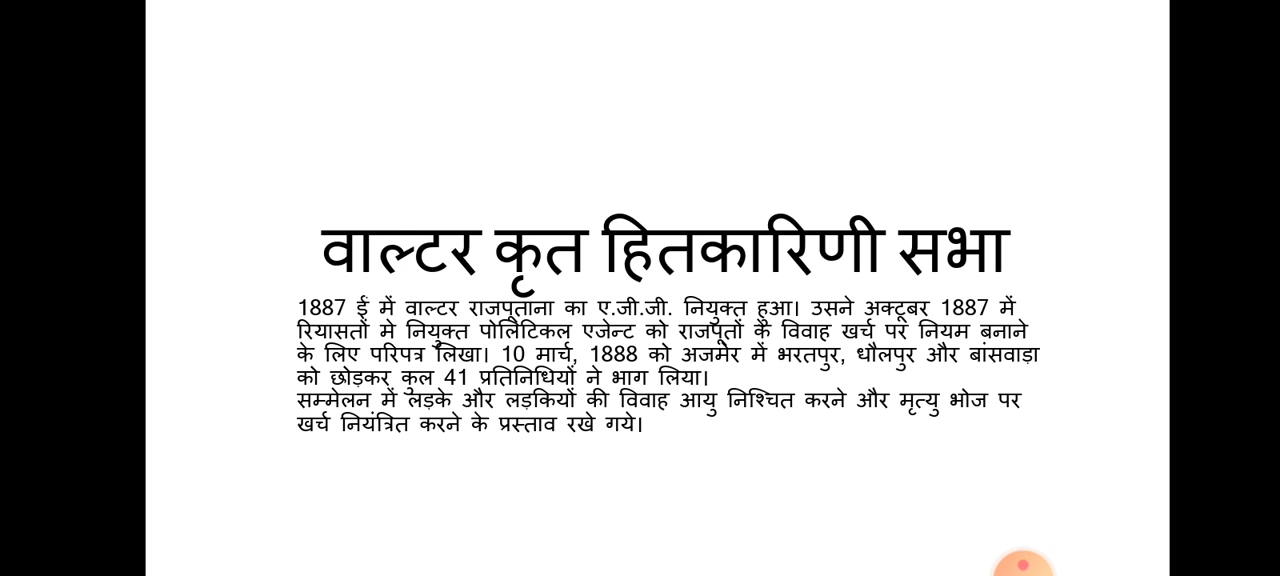 वाल्टर कृत हितकारिणी सभा
1887 ई में वाल्टर राजपूताना का ए.जी.जी. नियुक्त हुआ। उसने अक्टूबर 1887 में
रियासतों मे नियुक्त पोलिटिकल एजेन्ट को राजपूतों के विवाह खर्च पर नियम बनाने
के लिए परिपत्र लिखा। 10 मार्च, 1888 को अजमेर में भरतपुर, धौलपुर और बांसवाड़ा
को छोड़कर कुल 41 प्रतिनिधियों ने भाग लिया।
सम्मेलन में लड़के और लड़कियों की विवाह आयु निश्चित करने और मृत्यु भोज पर
खर्च नियंत्रित करने के प्रस्ताव रखे गये।